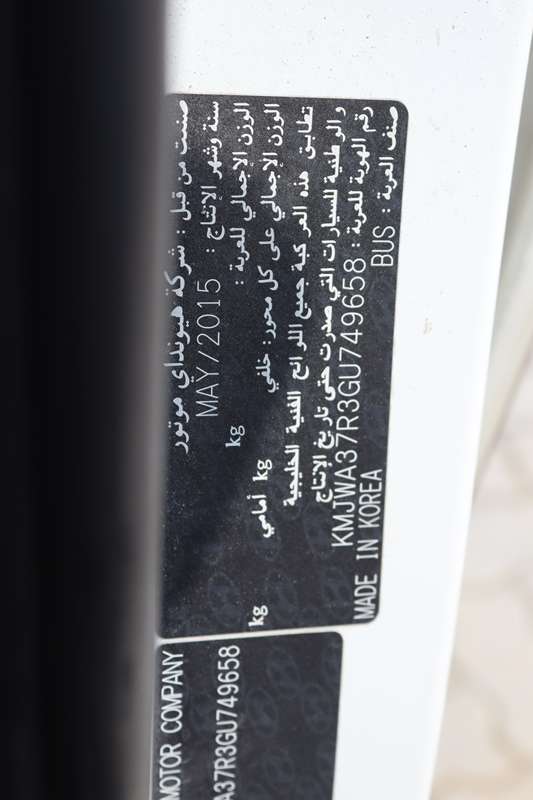 صنعت من قبل : شركة هيونداي موتور
سنة وشهر الإنتاج : MAY/2015
الوزن الإجمالي للعربة : kg
الوزن الإجمالي على كل محور: خلفي kg أمامي kg
تطابق هذه المركبة جميع اللوائح الفنية الخليجية
و الوطنية للسيارات التي صدرت حتى تاريخ الإنتاج
رقم الهوية للعربة : KMJWA37R3GU749658
صنف العربة : BUS MADE IN KOREA
MOTOR COMPANY
A37R3GU749658